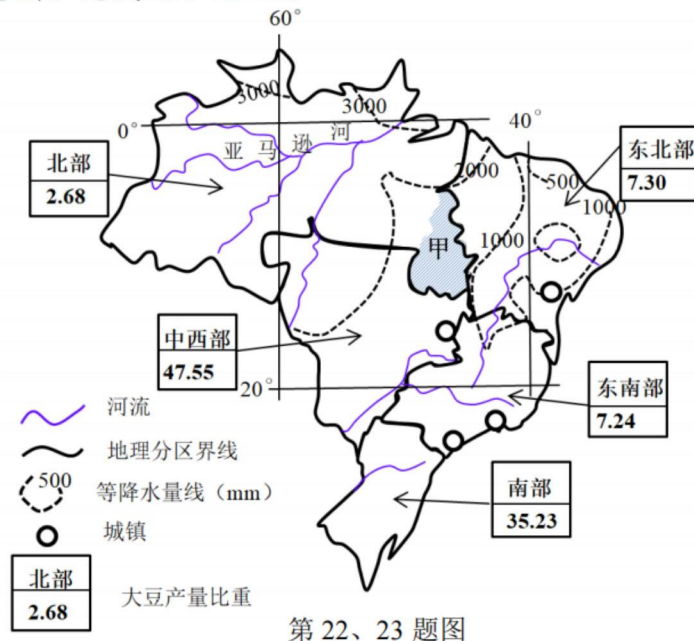 60°
3000
3000
0°
40°
亚马逊河
北部
2.68
东北部
7.30
2000
500
1000
1000
甲
中西部
47.55
20°
东南部
7.24
河流
地理分区界线
500
等降水量线（mm）
城镇
南部
35.23
北部
2.68
大豆产量比重
第 22、23 题图